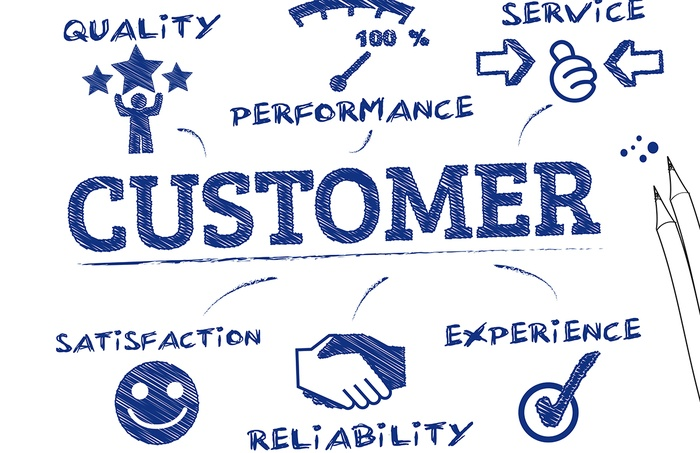 QUALITY
100 %
SERVICE
PERFORMANCE
CUSTOMER
SATISFACTION
EXPERIENCE
RELIABILITY